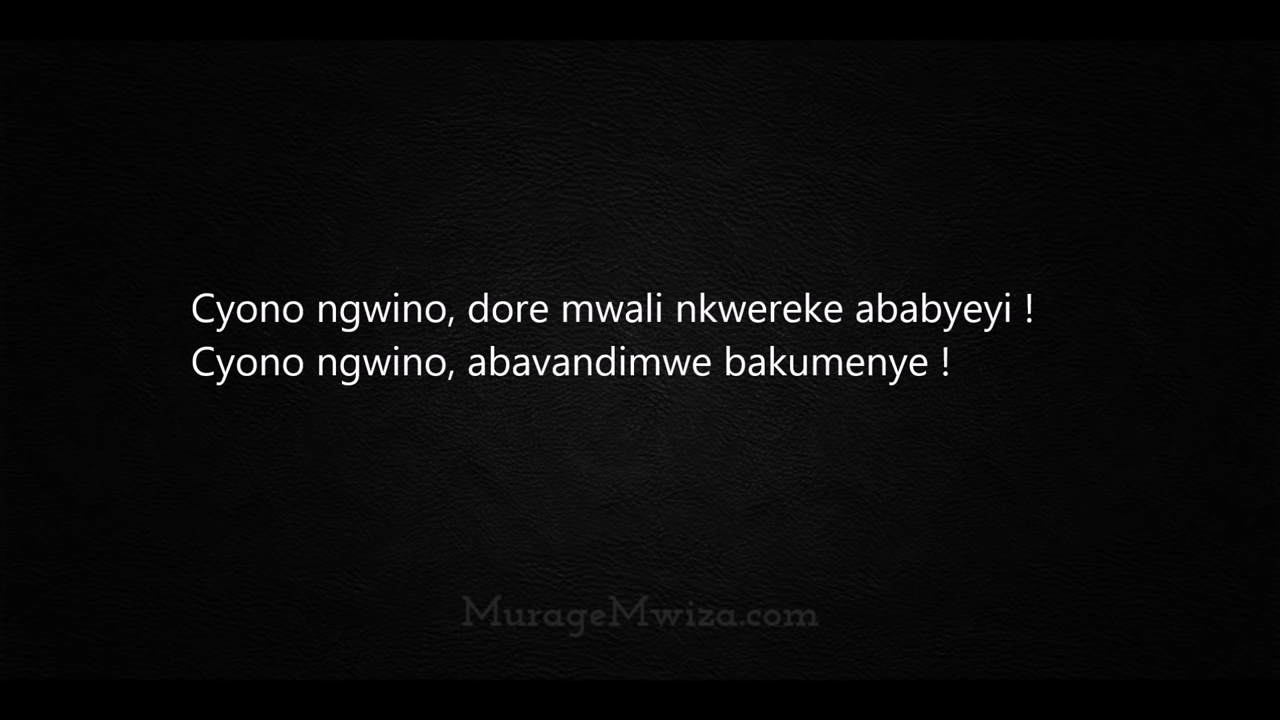 Cyono ngwino, dore mwali nkwereke ababyeyi !
Cyono ngwino, abavandimwe bakumenye !
MurageMwiza.com